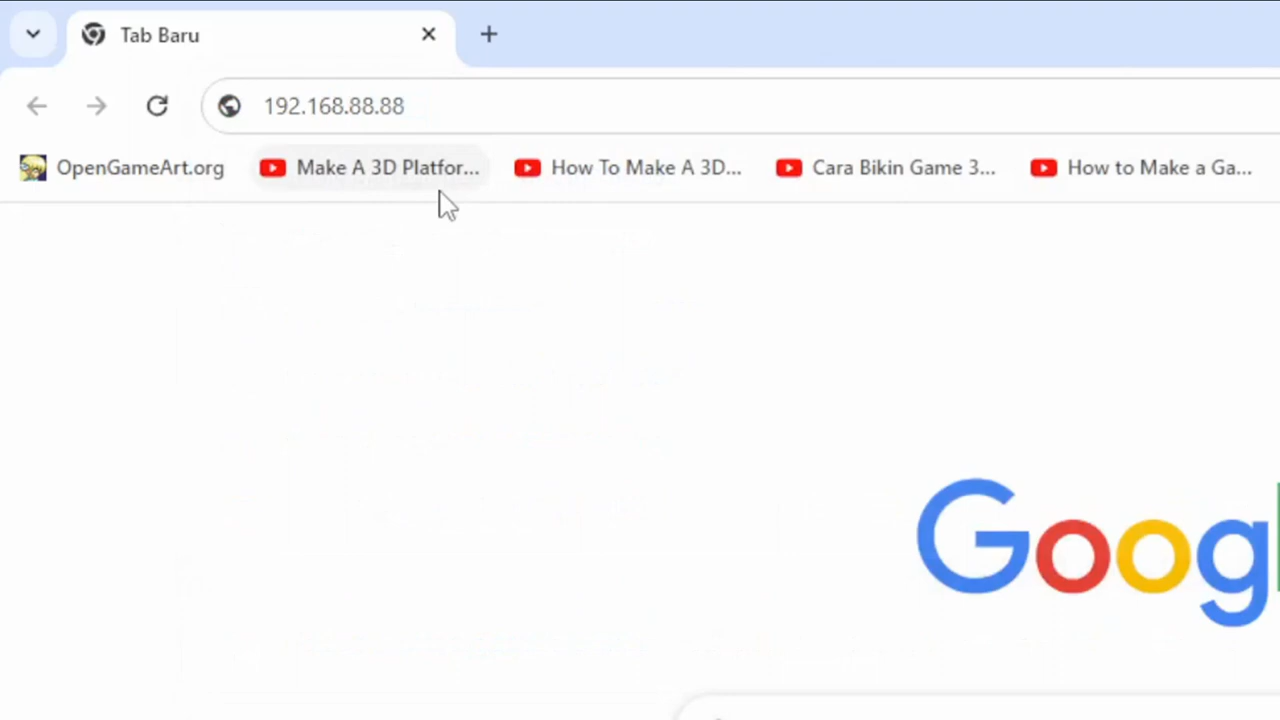 Tab Baru
192.168.88.88
OpenGameArt.org Make A 3D Platfor... How To Make A 3D... Cara Bikin Game 3... How to Make a Ga...
Googl